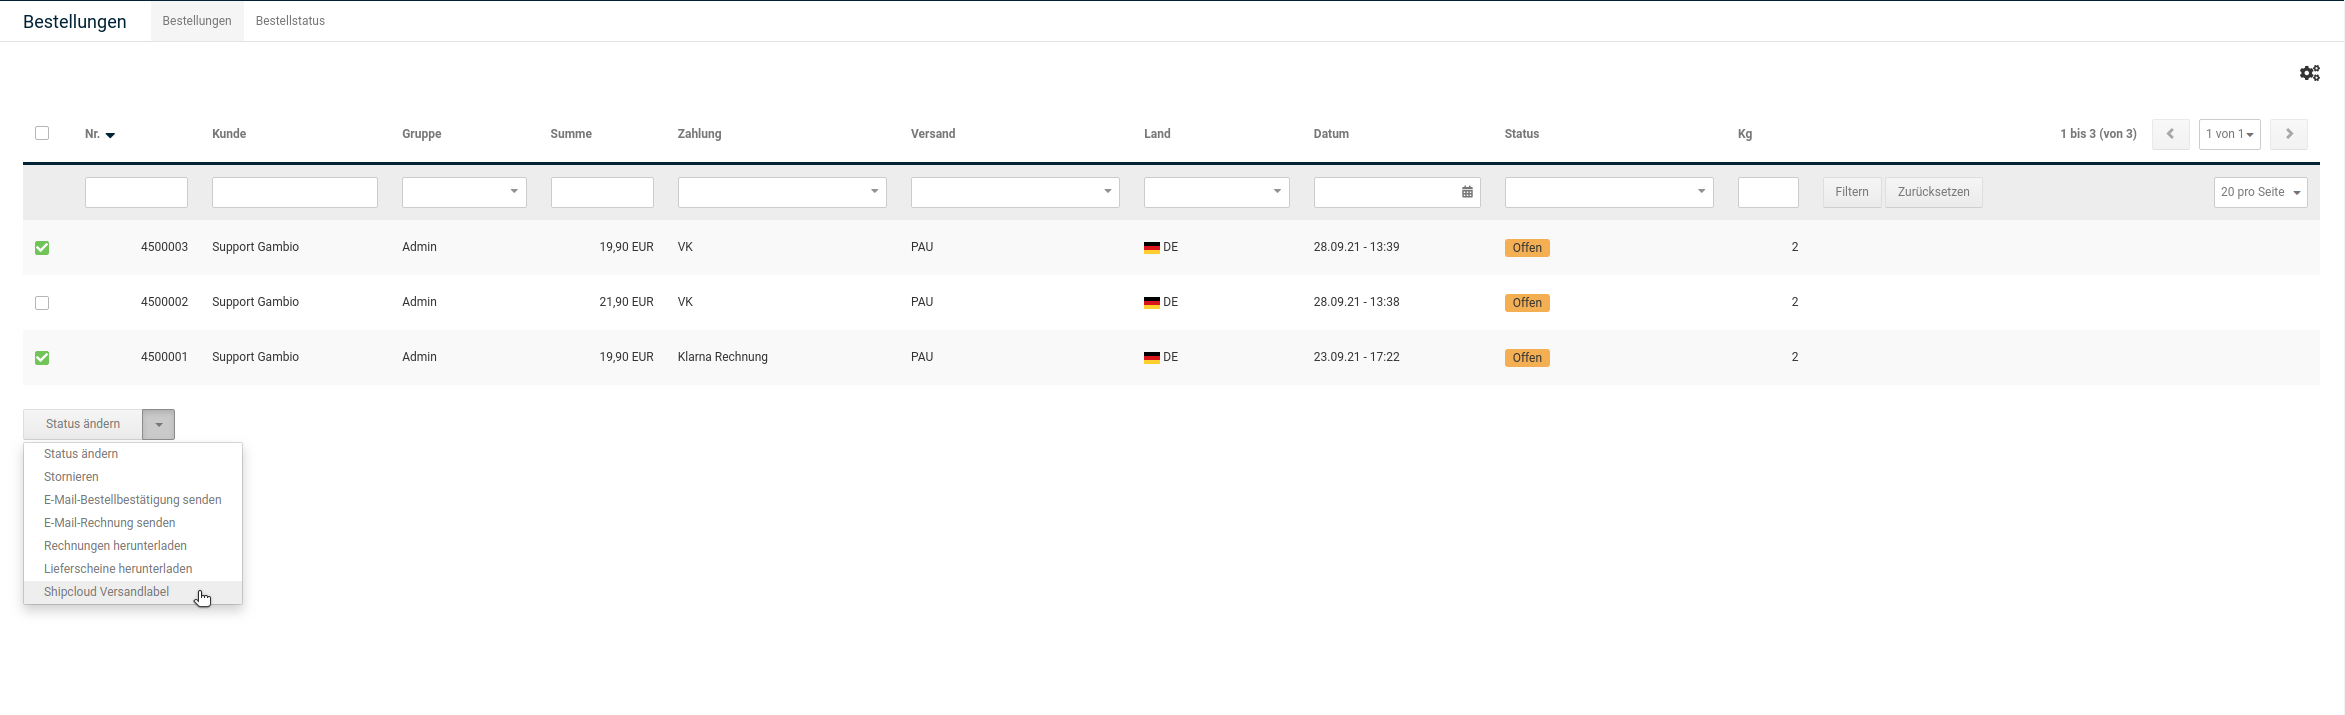 Bestellungen Bestellungen Bestellstatus
Nr. Kunde Gruppe Summe Zahlung Versand Land Datum Status Kg 1 bis 3 (von 3) 1 von 1
Filtern Zurücksetzen 20 pro Seite
4500003 Support Gambio Admin 19,90 EUR VK PAU DE 28.09.21 - 13:39 Offen 2
4500002 Support Gambio Admin 21,90 EUR VK PAU DE 28.09.21 - 13:38 Offen 2
4500001 Support Gambio Admin 19,90 EUR Klarna Rechnung PAU DE 23.09.21 - 17:22 Offen 2
Status ändern
Status ändern
Stornieren
E-Mail-Bestellbestätigung senden
E-Mail-Rechnung senden
Rechnungen herunterladen
Lieferscheine herunterladen
Shipcloud Versandlabel